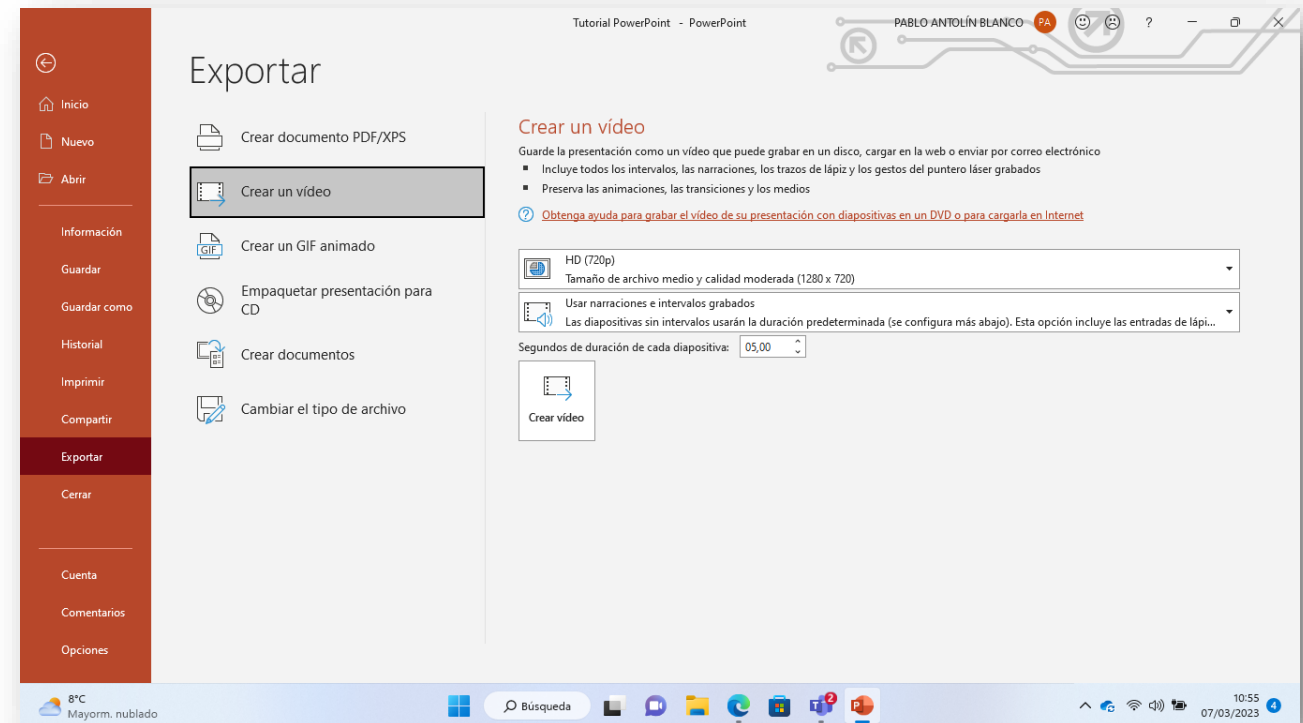 Tutorial PowerPoint - PowerPoint
PABLO ANTOLÍN BLANCO
PA
?
Inicio
Nuevo
Abrir
Información
Guardar
Guardar como
Historial
Imprimir
Compartir
Exportar
Cerrar
Cuenta
Comentarios
Opciones
Exportar
Crear documento PDF/XPS
Crear un vídeo
GIF
Crear un GIF animado
Empaquetar presentación para
CD
Crear documentos
Cambiar el tipo de archivo
Crear un vídeo
Guarde la presentación como un vídeo que puede grabar en un disco, cargar en la web o enviar por correo electrónico
Incluye todos los intervalos, las narraciones, los trazos de lápiz y los gestos del puntero láser grabados
Preserva las animaciones, las transiciones y los medios
? Obtenga ayuda para grabar el vídeo de su presentación con diapositivas en un DVD o para cargarla en Internet
HD (720p)
Tamaño de archivo medio y calidad moderada (1280 x 720)
Usar narraciones e intervalos grabados
Las diapositivas sin intervalos usarán la duración predeterminada (se configura más abajo). Esta opción incluye las entradas de lápi...
Segundos de duración de cada diapositiva: 05,00
Crear vídeo
8°C
Mayorm. nublado
Búsqueda
2
10:55
07/03/2023
4